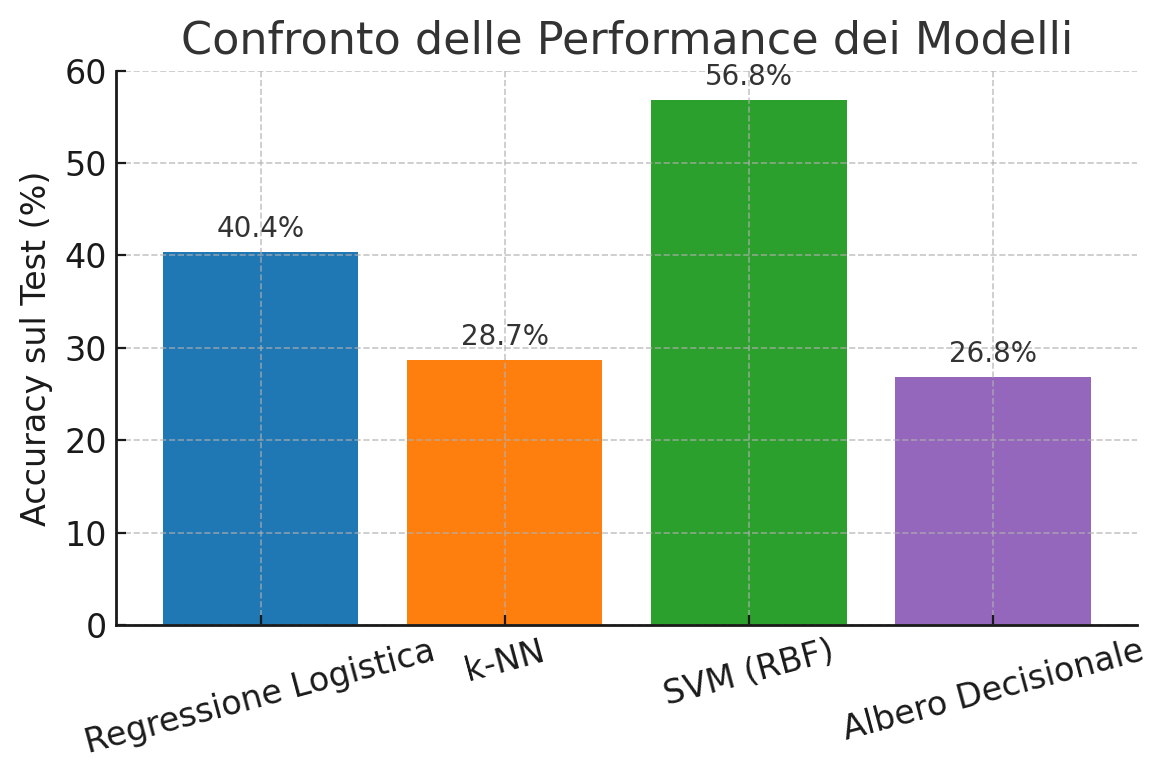 Confronto delle Performance dei Modelli
Accuracy sur Test (%)
60
50
40
30
20
10
0
40.4%
28.7%
56.8%
26.8%
Regressione Logistica
k-NN
SVM (RBF)
Albero Decisionale